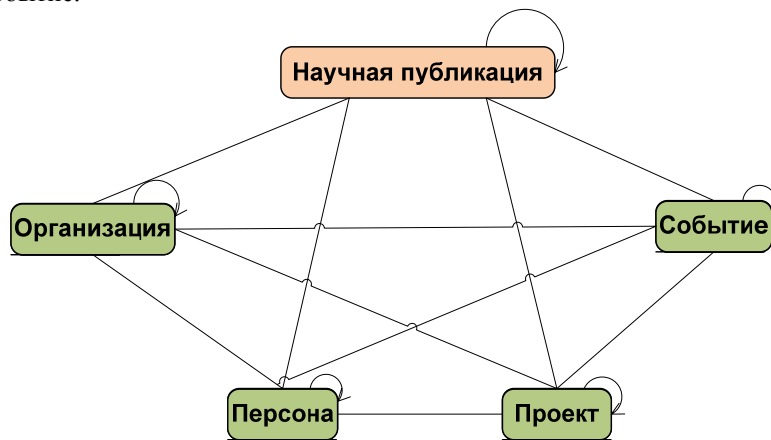 Научная публикация
Организация
Событие
Персона
Проект